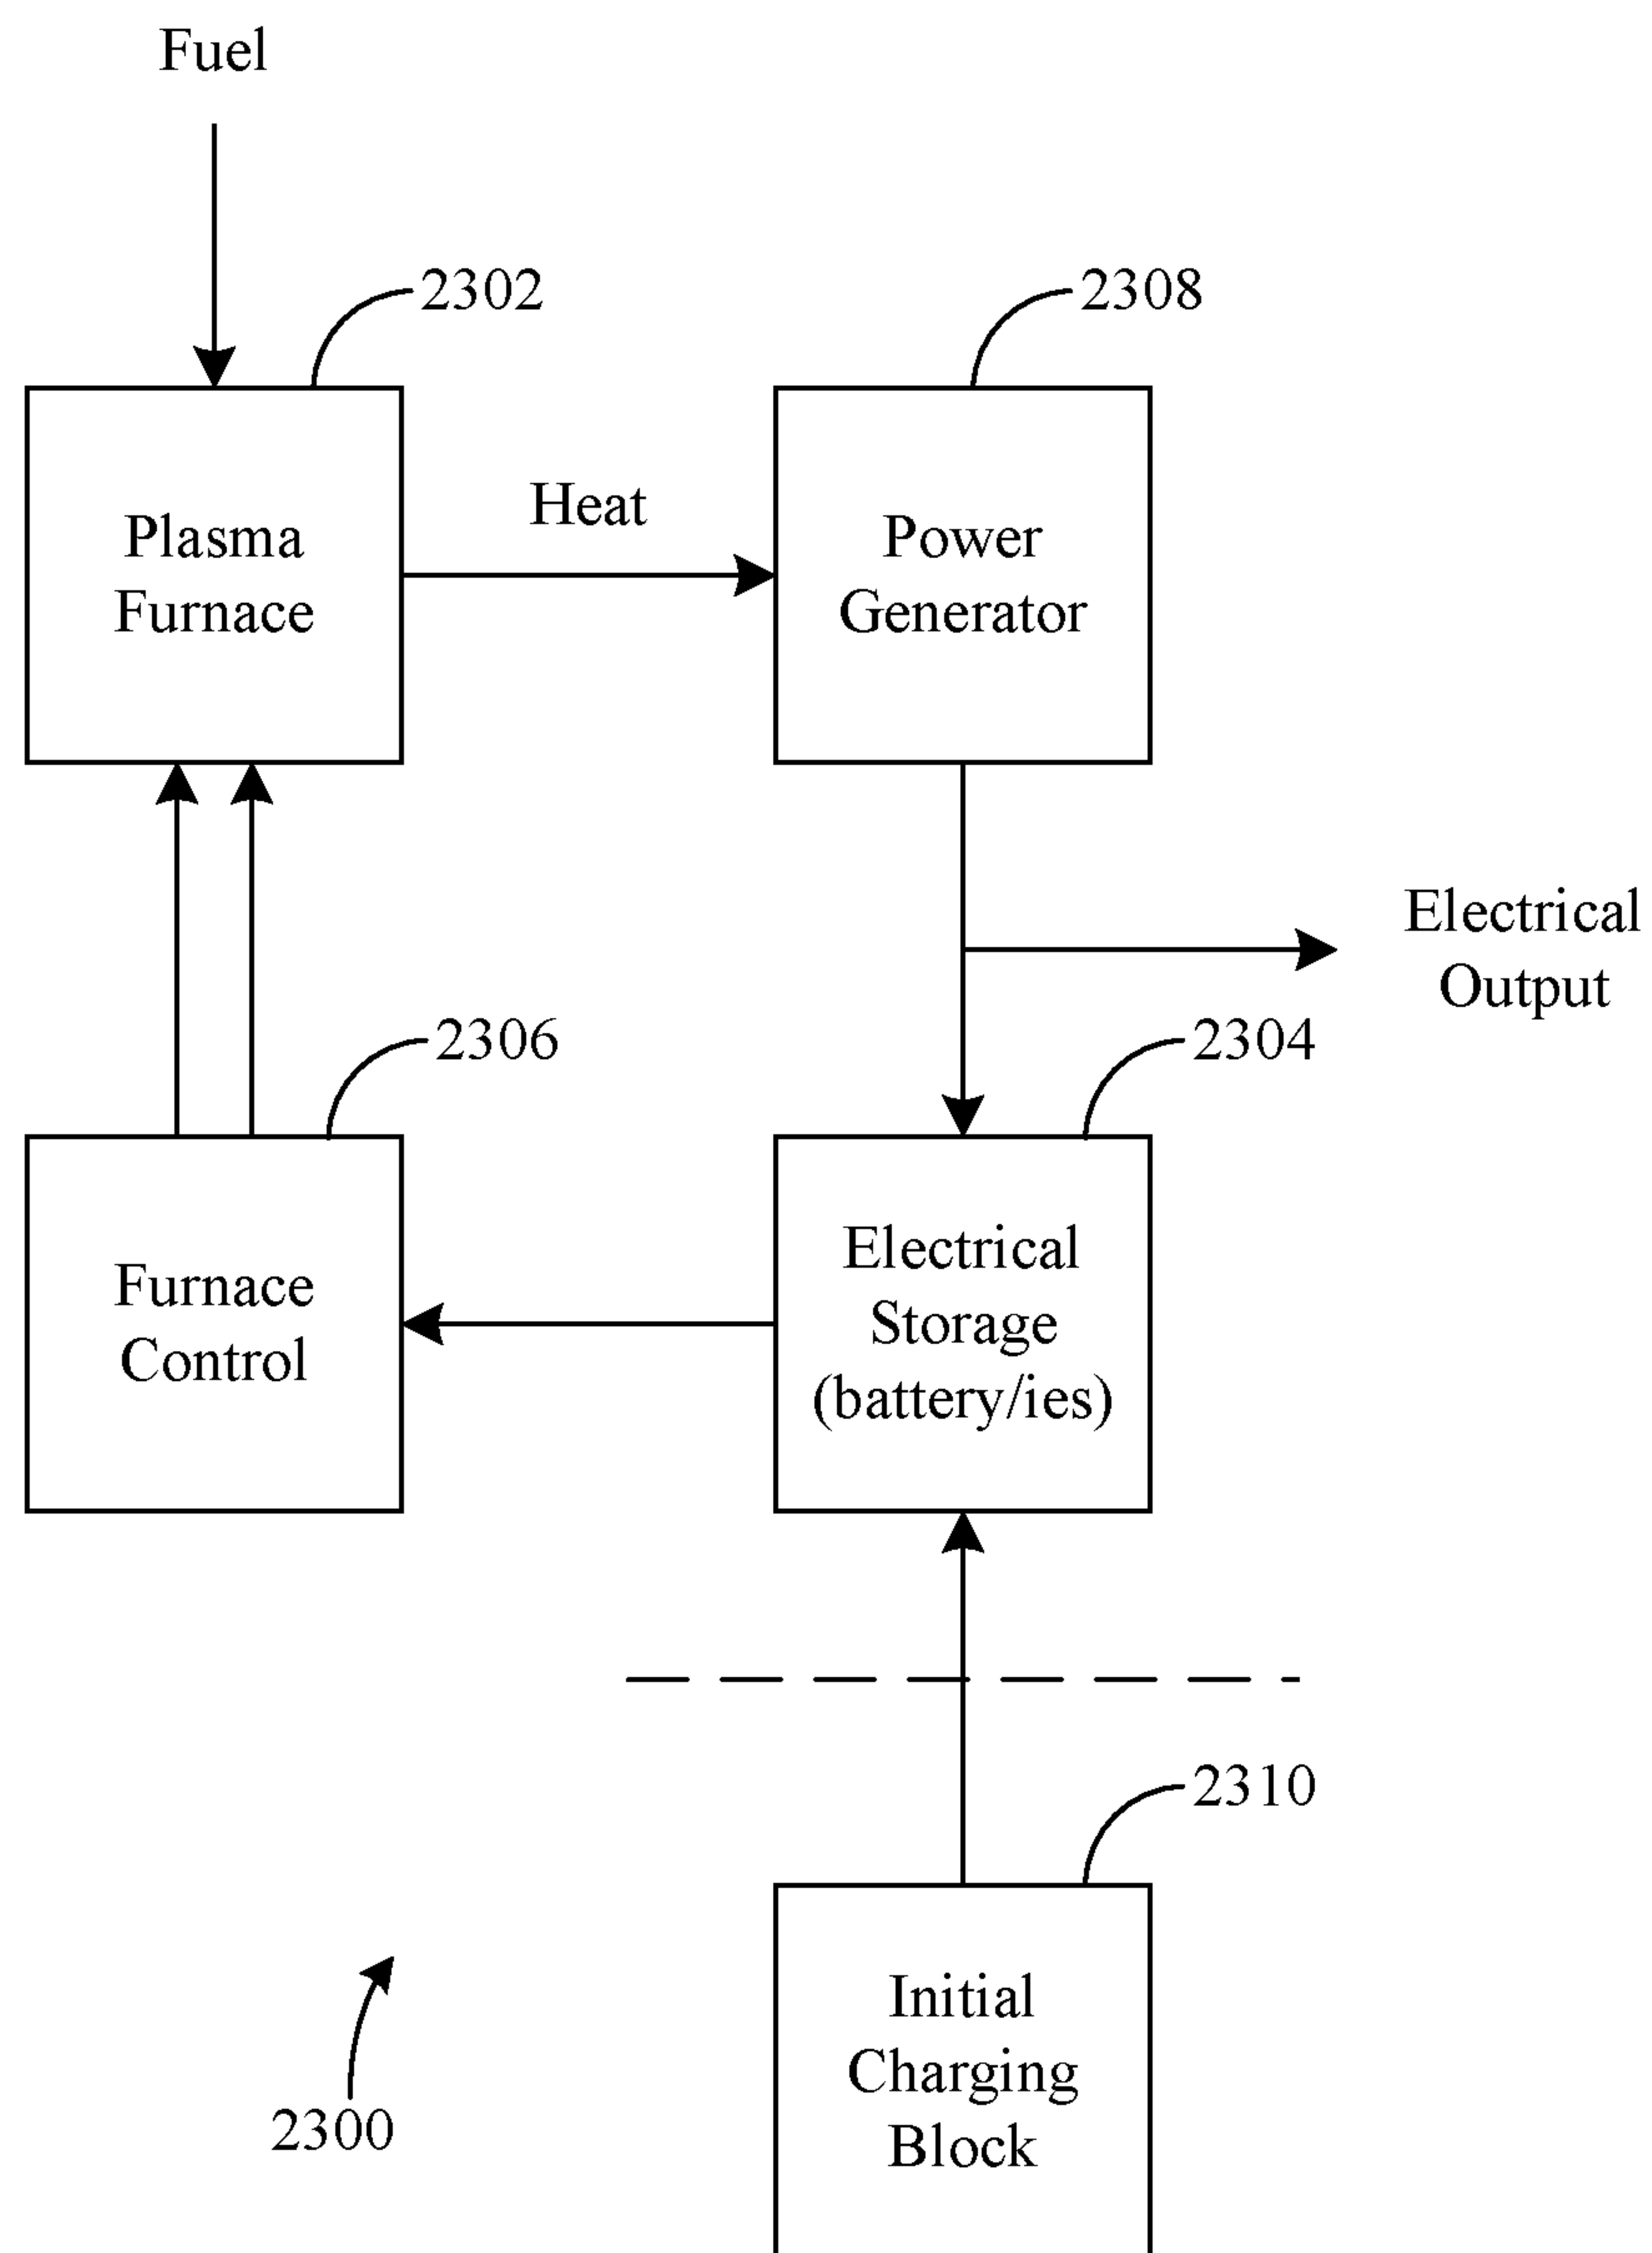 Fuel
2302
2308
Plasma
Furnace
Heat
Power
Generator
Electrical
Output
2306
2304
Furnace
Control
Electrical
Storage
(battery/ies)
2310
Initial
Charging
Block
2300